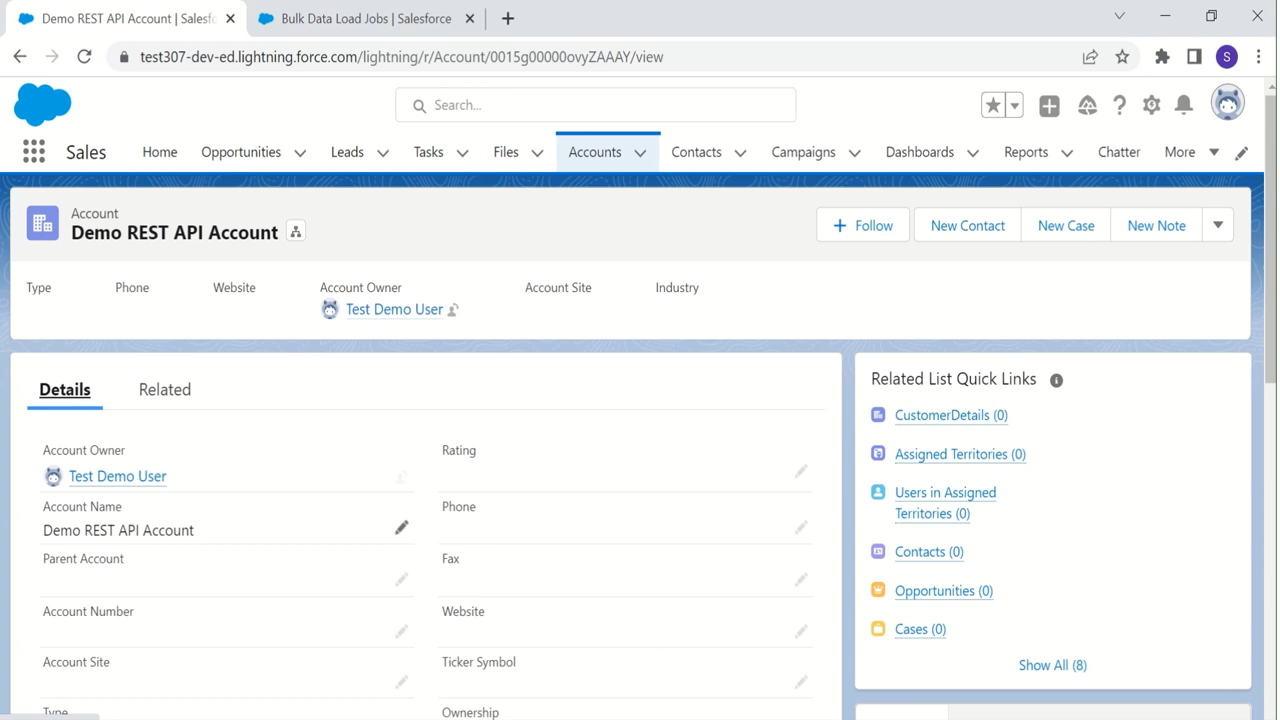 Demo REST API Account | Salesf
Bulk Data Load Jobs | Salesforce
test307-dev-ed.lightning.force.com/lightning/r/Account/0015g00000ovyZAAAY/view
S
Search...
Sales
Home
Opportunities
Leads
Tasks
Files
Accounts
Contacts
Campaigns
Dashboards
Reports
Chatter
More
Account
Demo REST API Account
Follow
New Contact
New Case
New Note
Type
Phone
Website
Account Owner
Account Site
Industry
Test Demo User
Details
Related
Account Owner
Test Demo User
Rating
Account Name
Demo REST API Account
Phone
Parent Account
Fax
Account Number
Website
Account Site
Ticker Symbol
Type
Ownership
Related List Quick Links
CustomerDetails (0)
Assigned Territories (0)
Users in Assigned
Territories (0)
Contacts (0)
Opportunities (0)
Cases (0)
Show All (8)